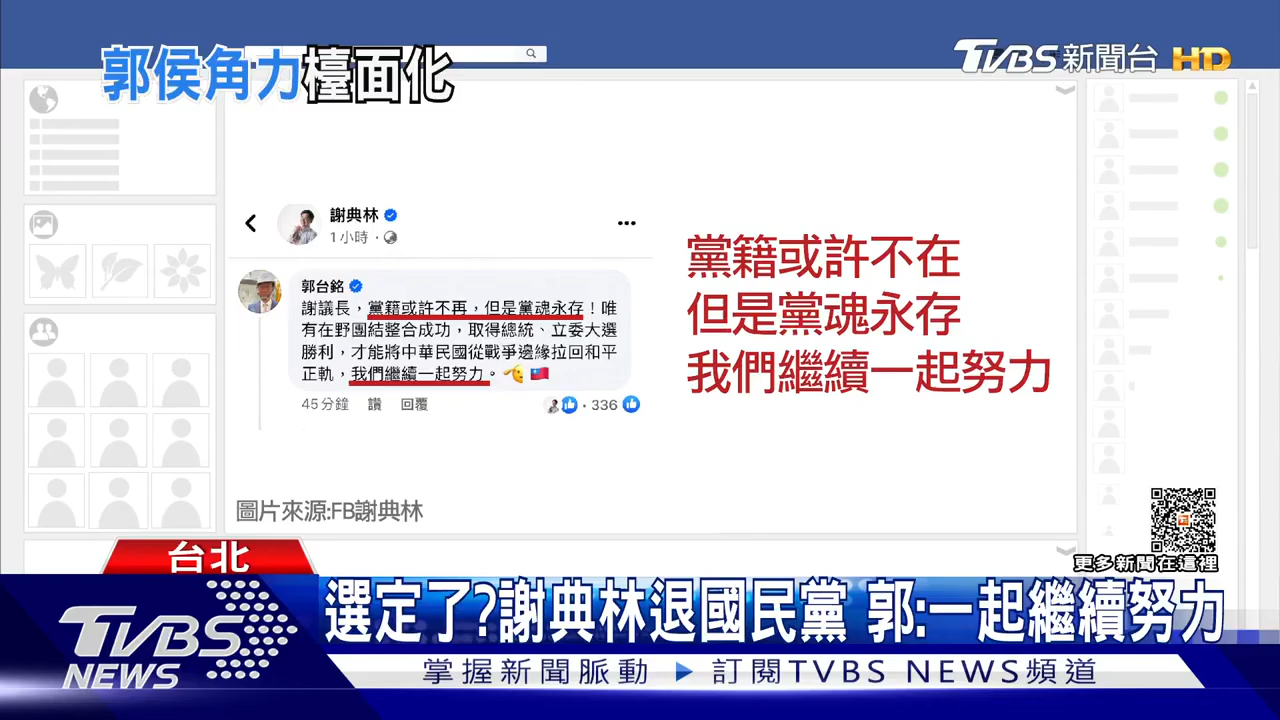 郭侯角力檯面化
TVBS新聞台 HD
謝典林
1 小時
郭台銘
謝議長，黨籍或許不再，但是黨魂永存！唯
有在野團結整合成功，取得總統、立委大選
勝利，才能將中華民國從戰爭邊緣拉回和平
正軌，我們繼續一起努力。🫡🇹🇼
45 分鐘 讚 回覆 336
黨籍或許不在
但是黨魂永存
我們繼續一起努力
圖片來源:FB謝典林
更多新聞在這裡
台北
選定了?謝典林退國民黨 郭:一起繼續努力
TVBS
NEWS
掌握新聞脈動 ▶ 訂閱TVBS NEWS頻道